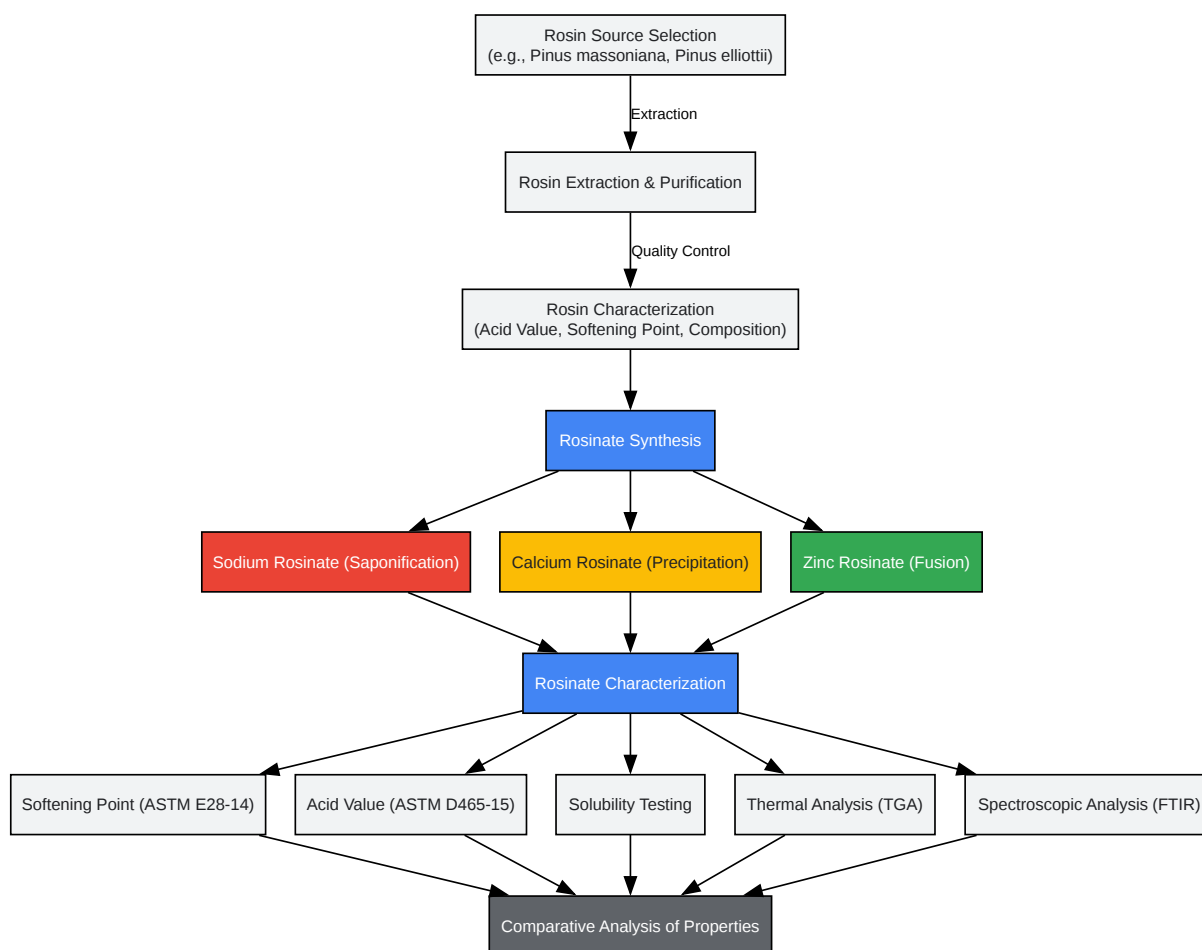 Rosin Source Selection
(e.g., Pinus massoniana, Pinus elliottii)
Extraction
Rosin Extraction & Purification
Quality Control
Rosin Characterization
(Acid Value, Softening Point, Composition)
Rosinate Synthesis
Sodium Rosinate (Saponification)
Calcium Rosinate (Precipitation)
Zinc Rosinate (Fusion)
Rosinate Characterization
Softening Point (ASTM E28-14)
Acid Value (ASTM D465-15)
Solubility Testing
Thermal Analysis (TGA)
Spectroscopic Analysis (FTIR)
Comparative Analysis of Properties